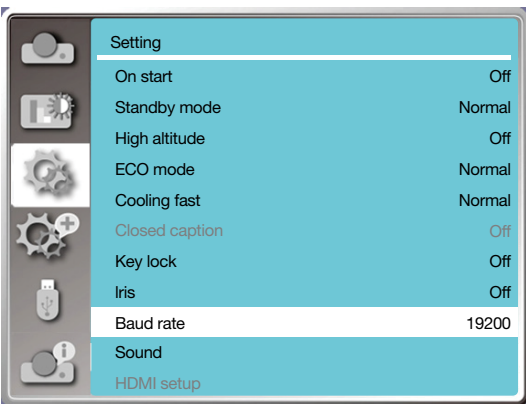 Setting
On start Off
Standby mode Normal
High altitude Off
ECO mode Normal
Cooling fast Normal
Closed caption Off
Key lock Off
Iris Off
Baud rate 19200
Sound
HDMI setup